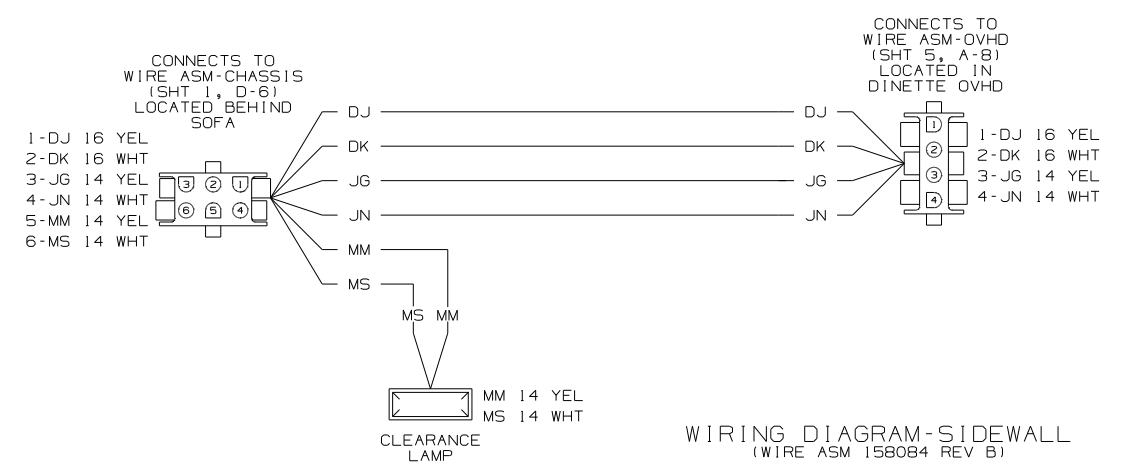 CONNECTS TO
WIRE ASM-CHASSIS
(SHT 1, D-6)
LOCATED BEHIND
SOFA
1-DJ 16 YEL
2-DK 16 WHT
3-JG 14 YEL
4-JN 14 WHT
5-MM 14 YEL
6-MS 14 WHT
3 2 1
6 5 4
DJ
DK
JG
JN
MM
MS
MS MM
MM 14 YEL
MS 14 WHT
CLEARANCE
LAMP
DJ
DK
JG
JN
CONNECTS TO
WIRE ASM-OVHD
(SHT 5, A-8)
LOCATED IN
DINETTE OVHD
1
2
3
4
1-DJ 16 YEL
2-DK 16 WHT
3-JG 14 YEL
4-JN 14 WHT
WIRING DIAGRAM-SIDEWALL
(WIRE ASM 158084 REV B)